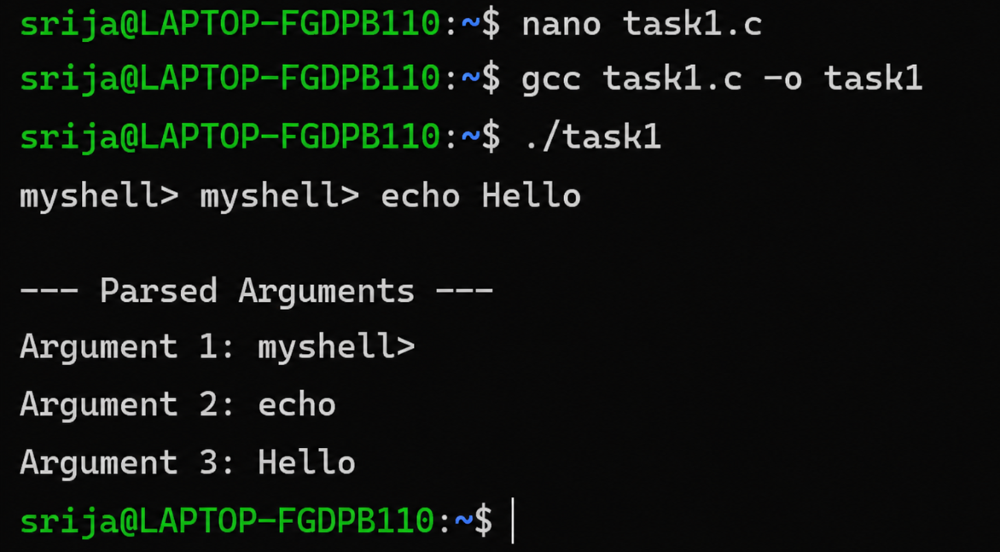 srija@LAPTOP-FGDPB110:~$ nano task1.c
srija@LAPTOP-FGDPB110:~$ gcc task1.c -o task1
srija@LAPTOP-FGDPB110:~$ ./task1
myshell> myshell> echo Hello
--- Parsed Arguments ---
Argument 1: myshell>
Argument 2: echo
Argument 3: Hello
srija@LAPTOP-FGDPB110:~$